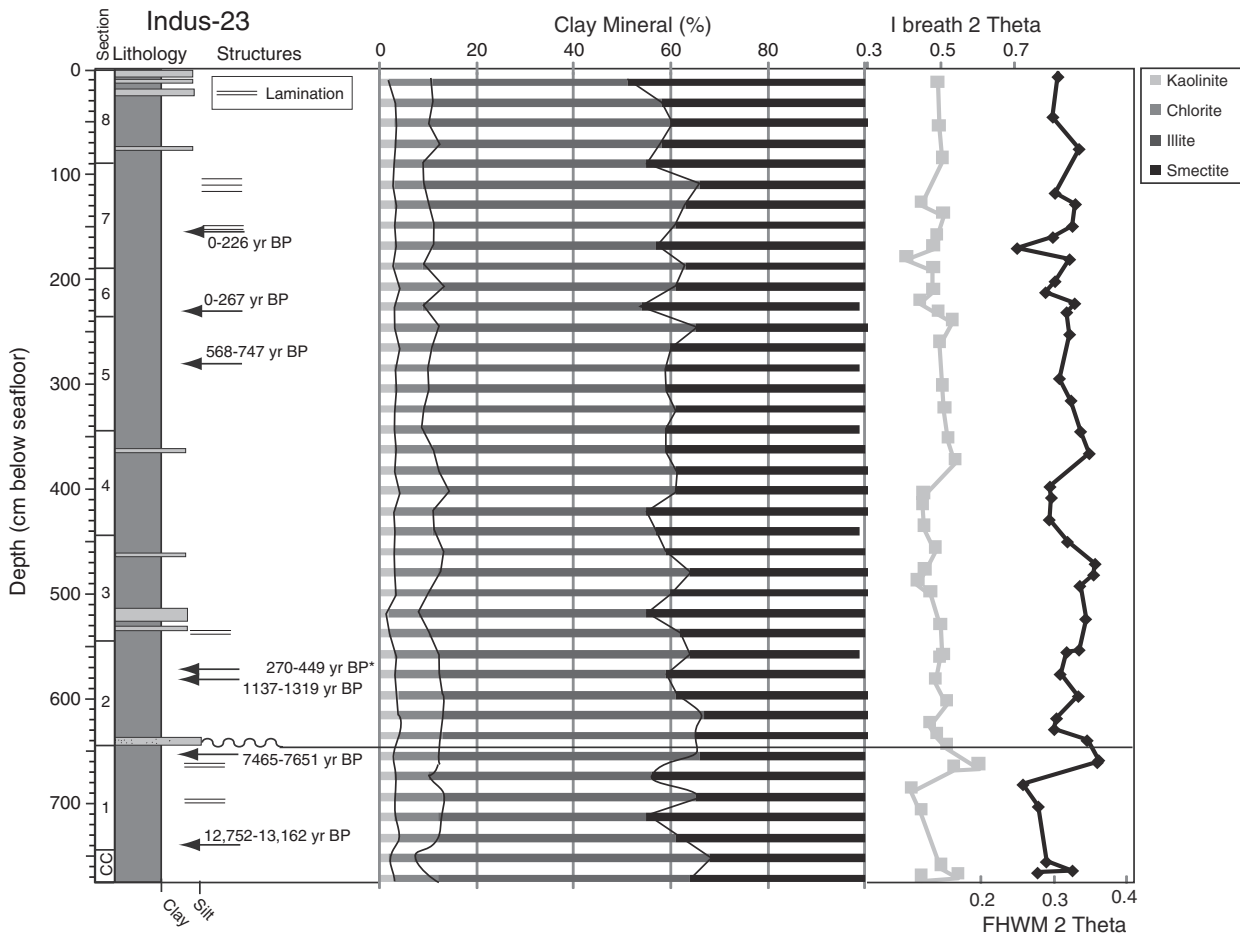 Indus-23
Clay Mineral (%)
I breath 2 Theta
Section
Lithology
Structures
0 20 40 60 80 0.3 0.5 0.7
Lamination
Kaolinite
Chlorite
Illite
Smectite
Depth (cm below seafloor)
0
100
200
300
400
500
600
700
8
7
6
5
4
3
2
1
CC
0-226 yr BP
0-267 yr BP
568-747 yr BP
270-449 yr BP*
1137-1319 yr BP
7465-7651 yr BP
12,752-13,162 yr BP
Clay
Silt
0.2 0.3 0.4
FHWM 2 Theta